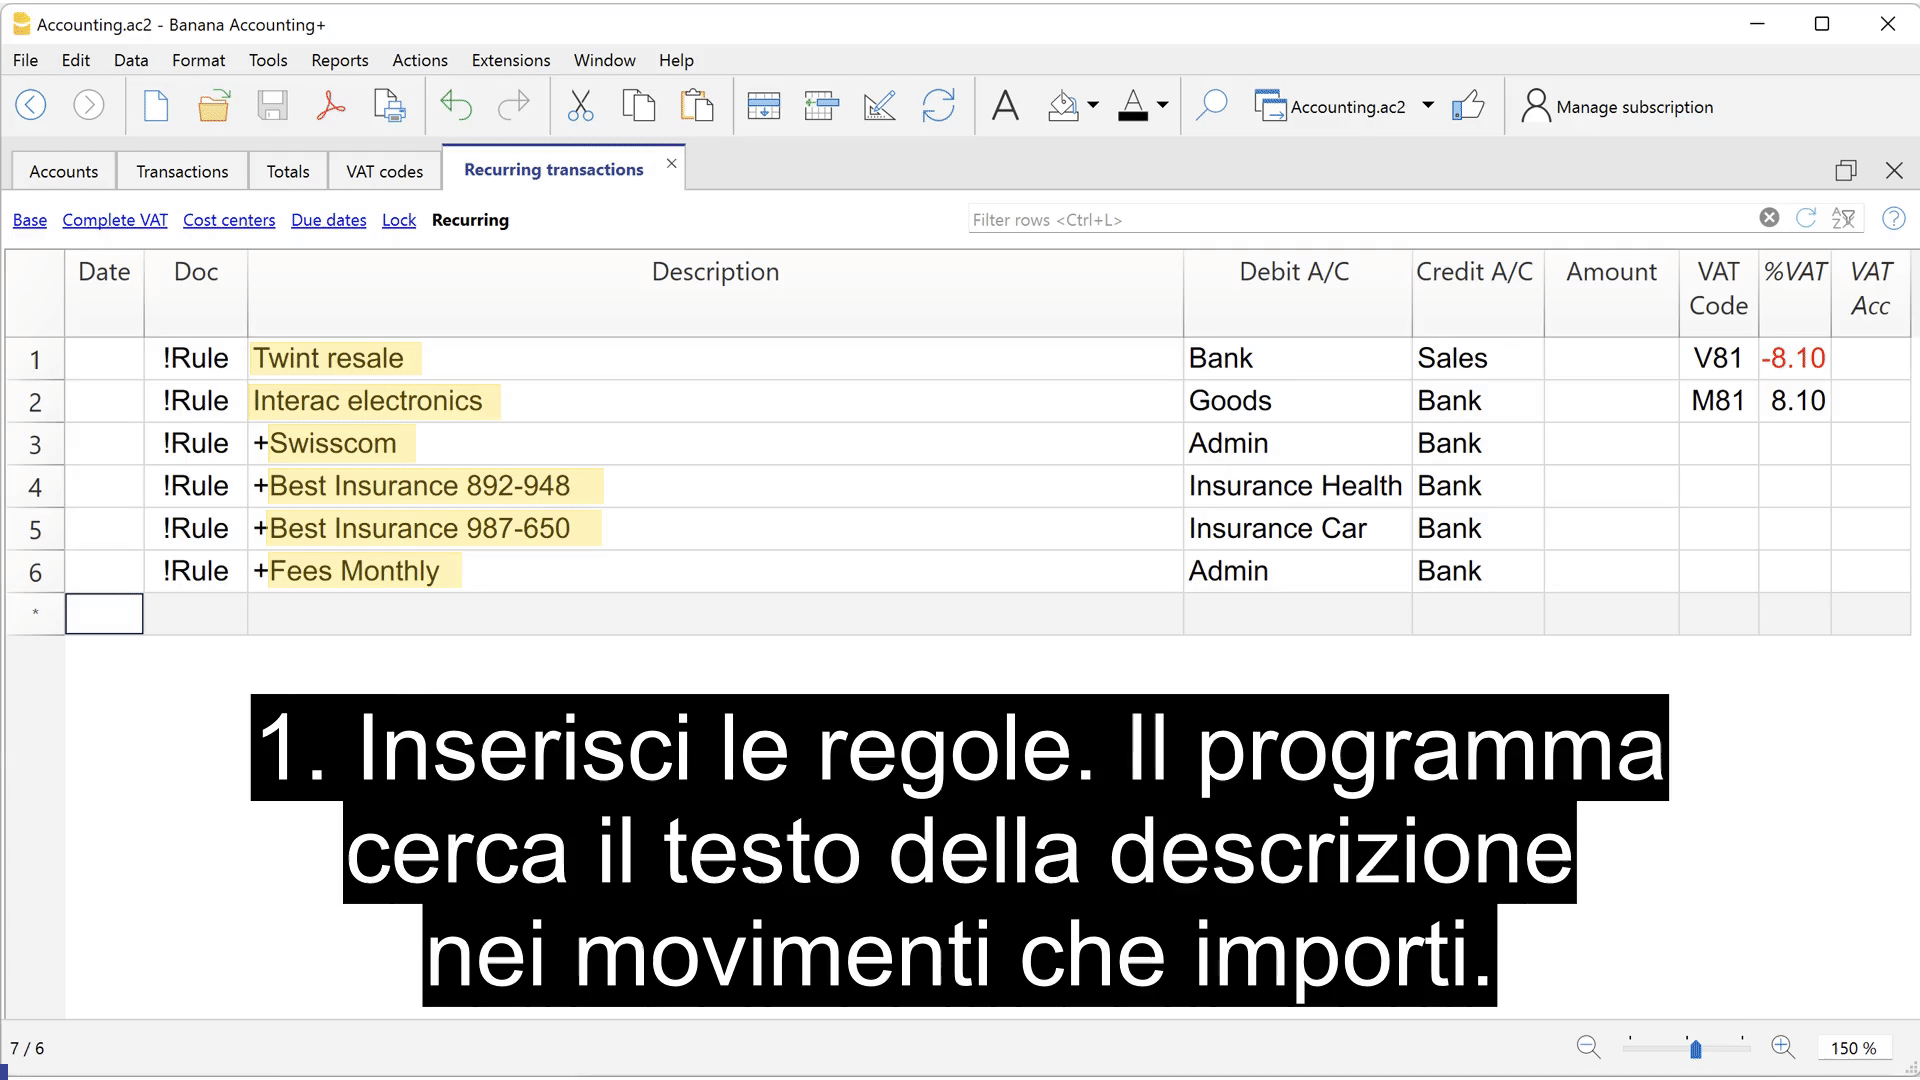 Accounting.ac2 - Banana Accounting+
File Edit Data Format Tools Reports Actions Extensions Window Help
Accounting.ac2 Manage subscription
Accounts Transactions Totals VAT codes Recurring transactions
Base Complete VAT Cost centers Due dates Lock Recurring Filter rows <Ctrl+L>
Date Doc Description Debit A/C Credit A/C Amount VAT Code %VAT VAT Acc
1 !Rule Twint resale Bank Sales V81 -8.10
2 !Rule Interac electronics Goods Bank M81 8.10
3 !Rule +Swisscom Admin Bank
4 !Rule +Best Insurance 892-948 Insurance Health Bank
5 !Rule +Best Insurance 987-650 Insurance Car Bank
6 !Rule +Fees Monthly Admin Bank
*
1. Inserisci le regole. Il programma
cerca il testo della descrizione
nei movimenti che importi.
7 / 6 150 %